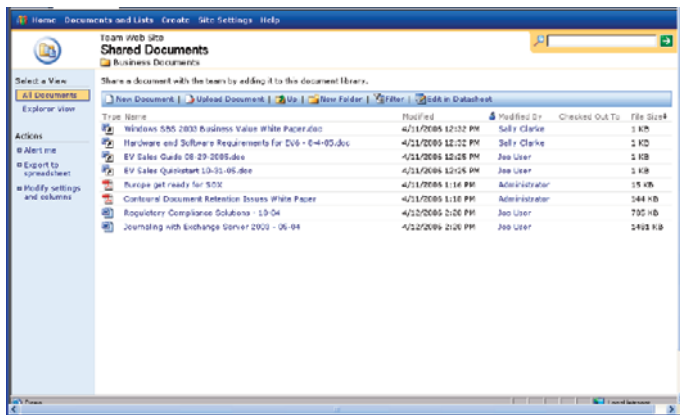 Home Documents and Lists Create Site Settings Help
Team Web Site
Shared Documents
Business Documents
Select a View
All Documents
Explorer View
Actions
Alert me
Export to spreadsheet
Modify settings and columns
Share a document with the team by adding it to this document library.
New Document | Upload Document | Up | New Folder | Filter | Edit in Datasheet
Type Name Modified Modified By Checked Out To File Size
Windows SBS 2003 Business Value White Paper.doc 4/11/2006 12:32 PM Sally Clarke 1 KB
Hardware and Software Requirements for EV6 - 8-4-05.doc 4/11/2006 12:32 PM Sally Clarke 1 KB
EV Sales Guide 08-29-2005.doc 4/11/2006 12:25 PM Joe User 1 KB
EV Sales Quickstart 10-31-05.doc 4/11/2006 12:25 PM Joe User 1 KB
Europe get ready for SOX 4/11/2006 1:16 PM Administrator 15 KB
Contoural Document Retention Issues White Paper 4/11/2006 1:18 PM Administrator 144 KB
Regulatory Compliance Solutions - 10-04 4/12/2006 2:20 PM Joe User 705 KB
Journaling with Exchange Server 2003 - 06-04 4/12/2006 2:20 PM Joe User 1491 KB
Local intranet